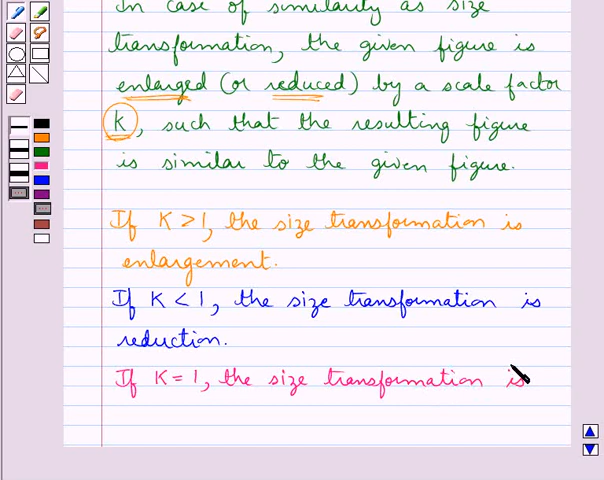 In case of similarity as size
transformation, the given figure is
enlarged (or reduced) by a scale factor
K, such that the resulting figure
is similar to the given figure.
If K > 1, the size transformation is
enlargement.
If K < 1, the size transformation is
reduction.
If K = 1, the size transformation is